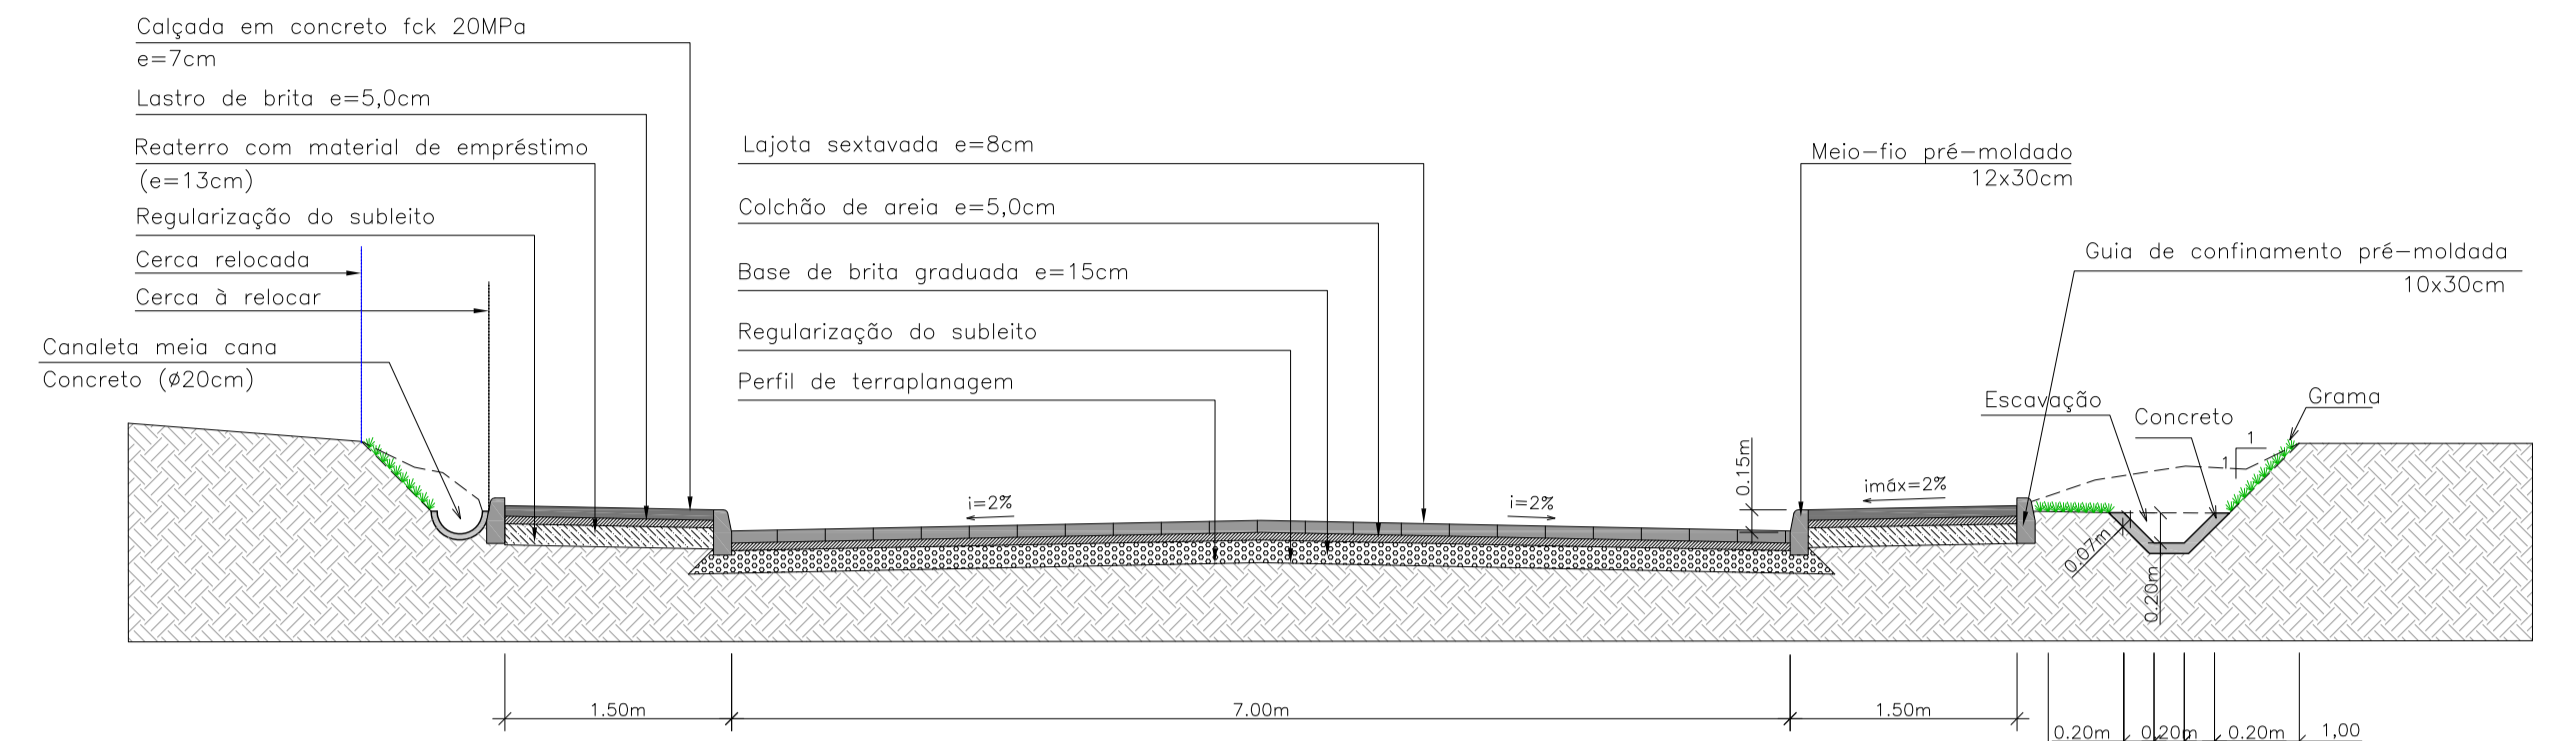 Calçada em concreto fck 20MPa
e=7cm
Lastro de brita e=5,0cm
Reaterro com material de empréstimo
(e=13cm)
Regularização do subleito
Cerca relocada
Cerca à relocar
Canaleta meia cana
Concreto (ø20cm)
Lajota sextavada e=8cm
Colchão de areia e=5,0cm
Base de brita graduada e=15cm
Regularização do subleito
Perfil de terraplanagem
Meio-fio pré-moldado
12x30cm
Guia de confinamento pré-moldada
10x30cm
Escavação
Concreto
Grama
1
1
0.15m
i=2%
i=2%
imáx=2%
0.07m
0.20m
1.50m
7.00m
1.50m
0.20m
0.20m
0.20m
1,00